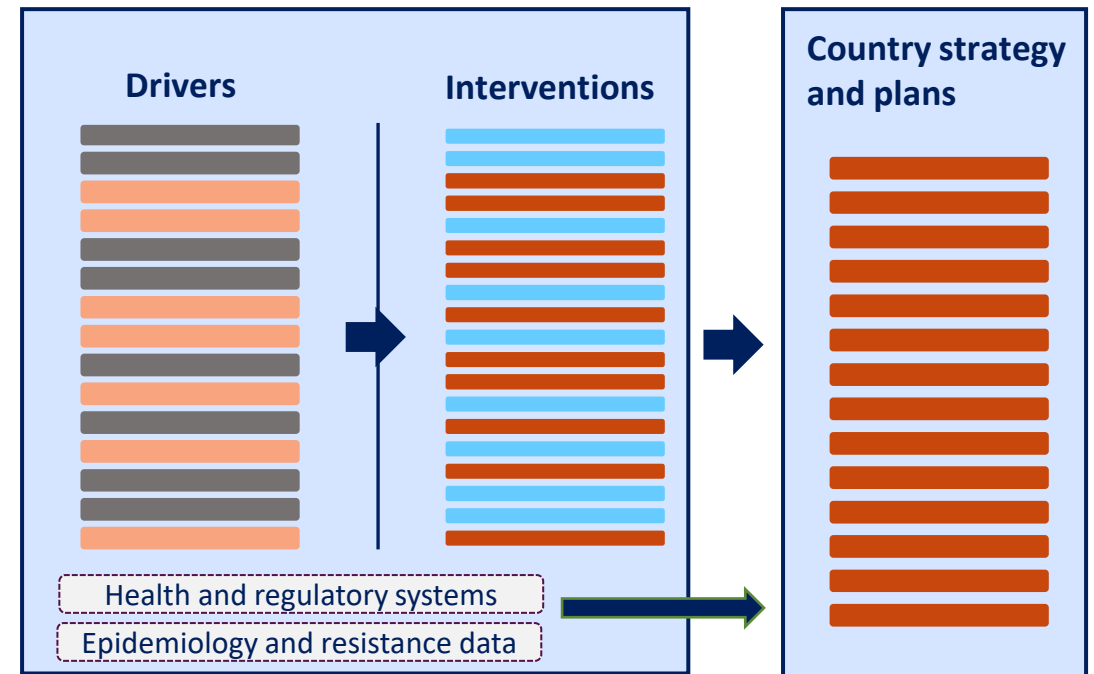 Drivers
Interventions
Health and regulatory systems
Epidemiology and resistance data
Country strategy
and plans